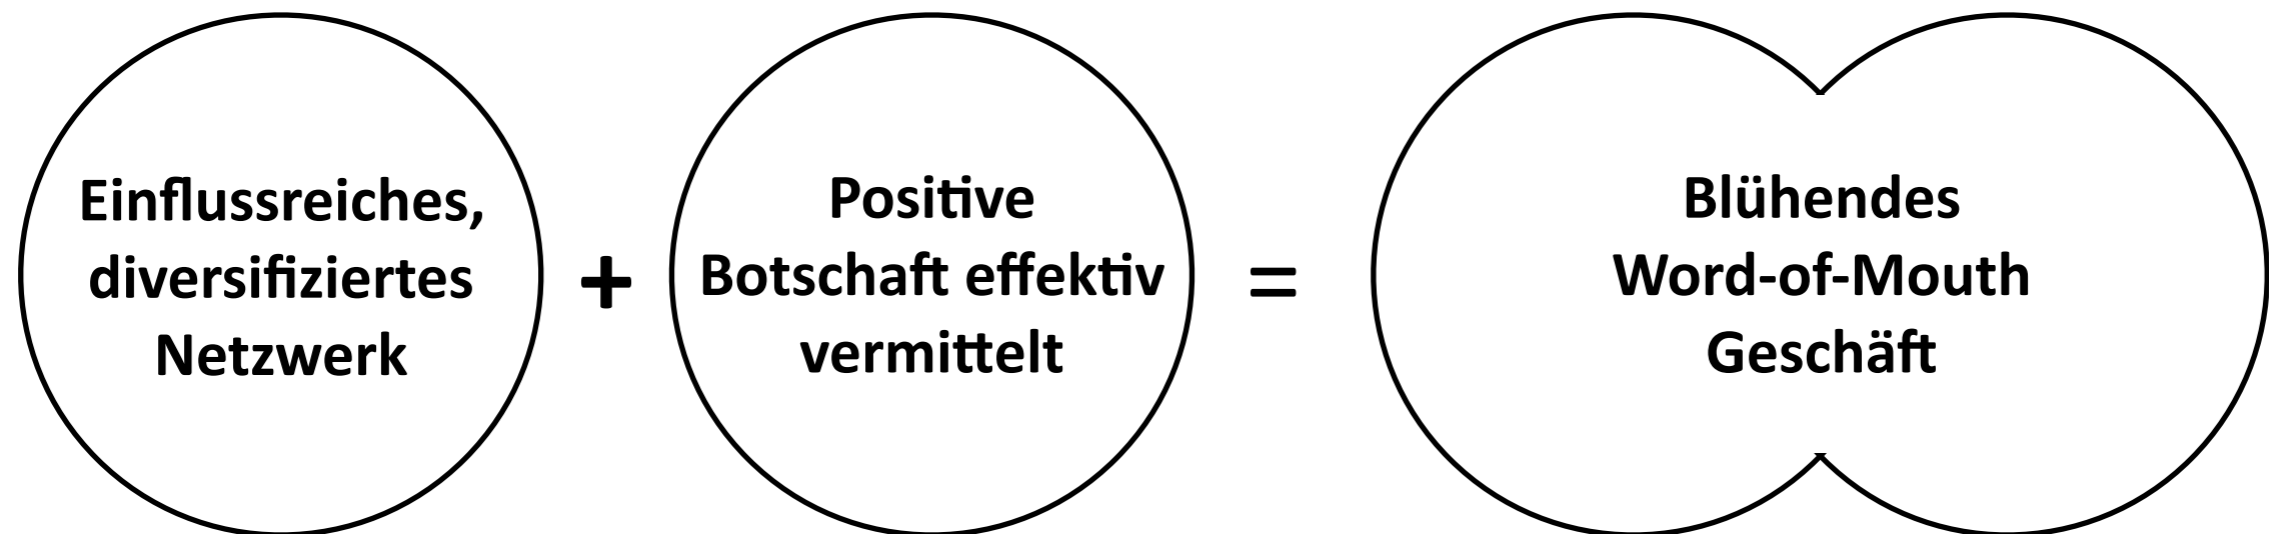 Einflussreiches,
diversifiziertes
Netzwerk
+
Positive
Botschaft effektiv
vermittelt
=
Blühendes
Word-of-Mouth
Geschäft